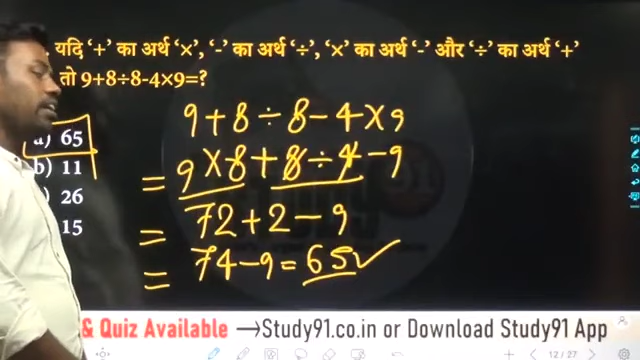 . यदि '+' का अर्थ '×', '-' का अर्थ '÷', '×' का अर्थ '-' और '÷' का अर्थ '+'
तो 9+8÷8-4×9=?
a) 65
b) 11
) 26
15
9+8÷8-4×9
= 9×8+8÷4-9
= 72+2-9
= 74-9=65✓
& Quiz Available →Study91.co.in or Download Study91 App
12 / 27